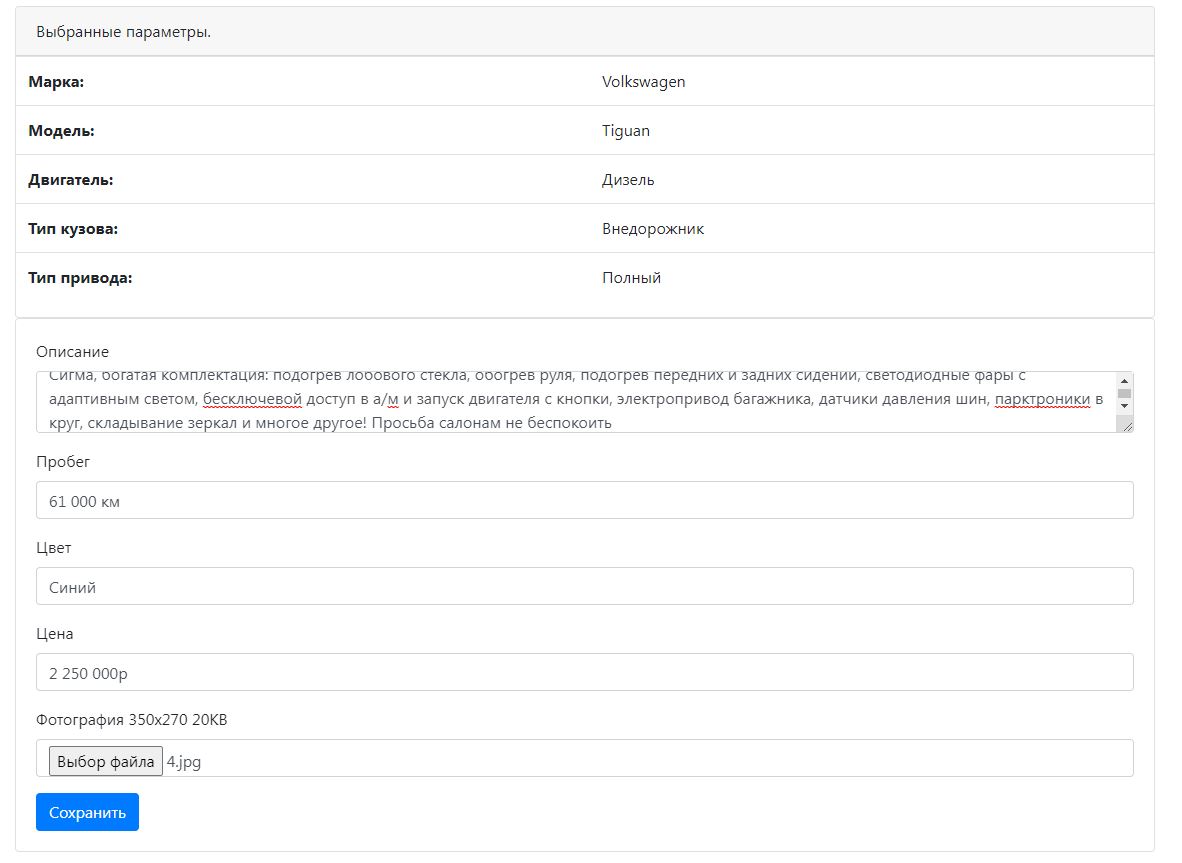 Выбранные параметры.
Марка: Volkswagen
Модель: Tiguan
Двигатель: Дизель
Тип кузова: Внедорожник
Тип привода: Полный
Описание
Сигма, богатая комплектация: подогрев лобового стекла, обогрев руля, подогрев передних и задних сидений, светодиодные фары с
адаптивным светом, бесключевой доступ в а/м и запуск двигателя с кнопки, электропривод багажника, датчики давления шин, парктроники в
круг, складывание зеркал и многое другое! Просьба салонам не беспокоить
Пробег
61 000 км
Цвет
Синий
Цена
2 250 000р
Фотография 350x270 20KB
Выбор файла 4.jpg
Сохранить